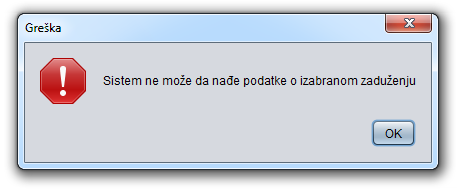 Greška
Sistem ne može da nađe podatke o izabranom zaduženju
OK